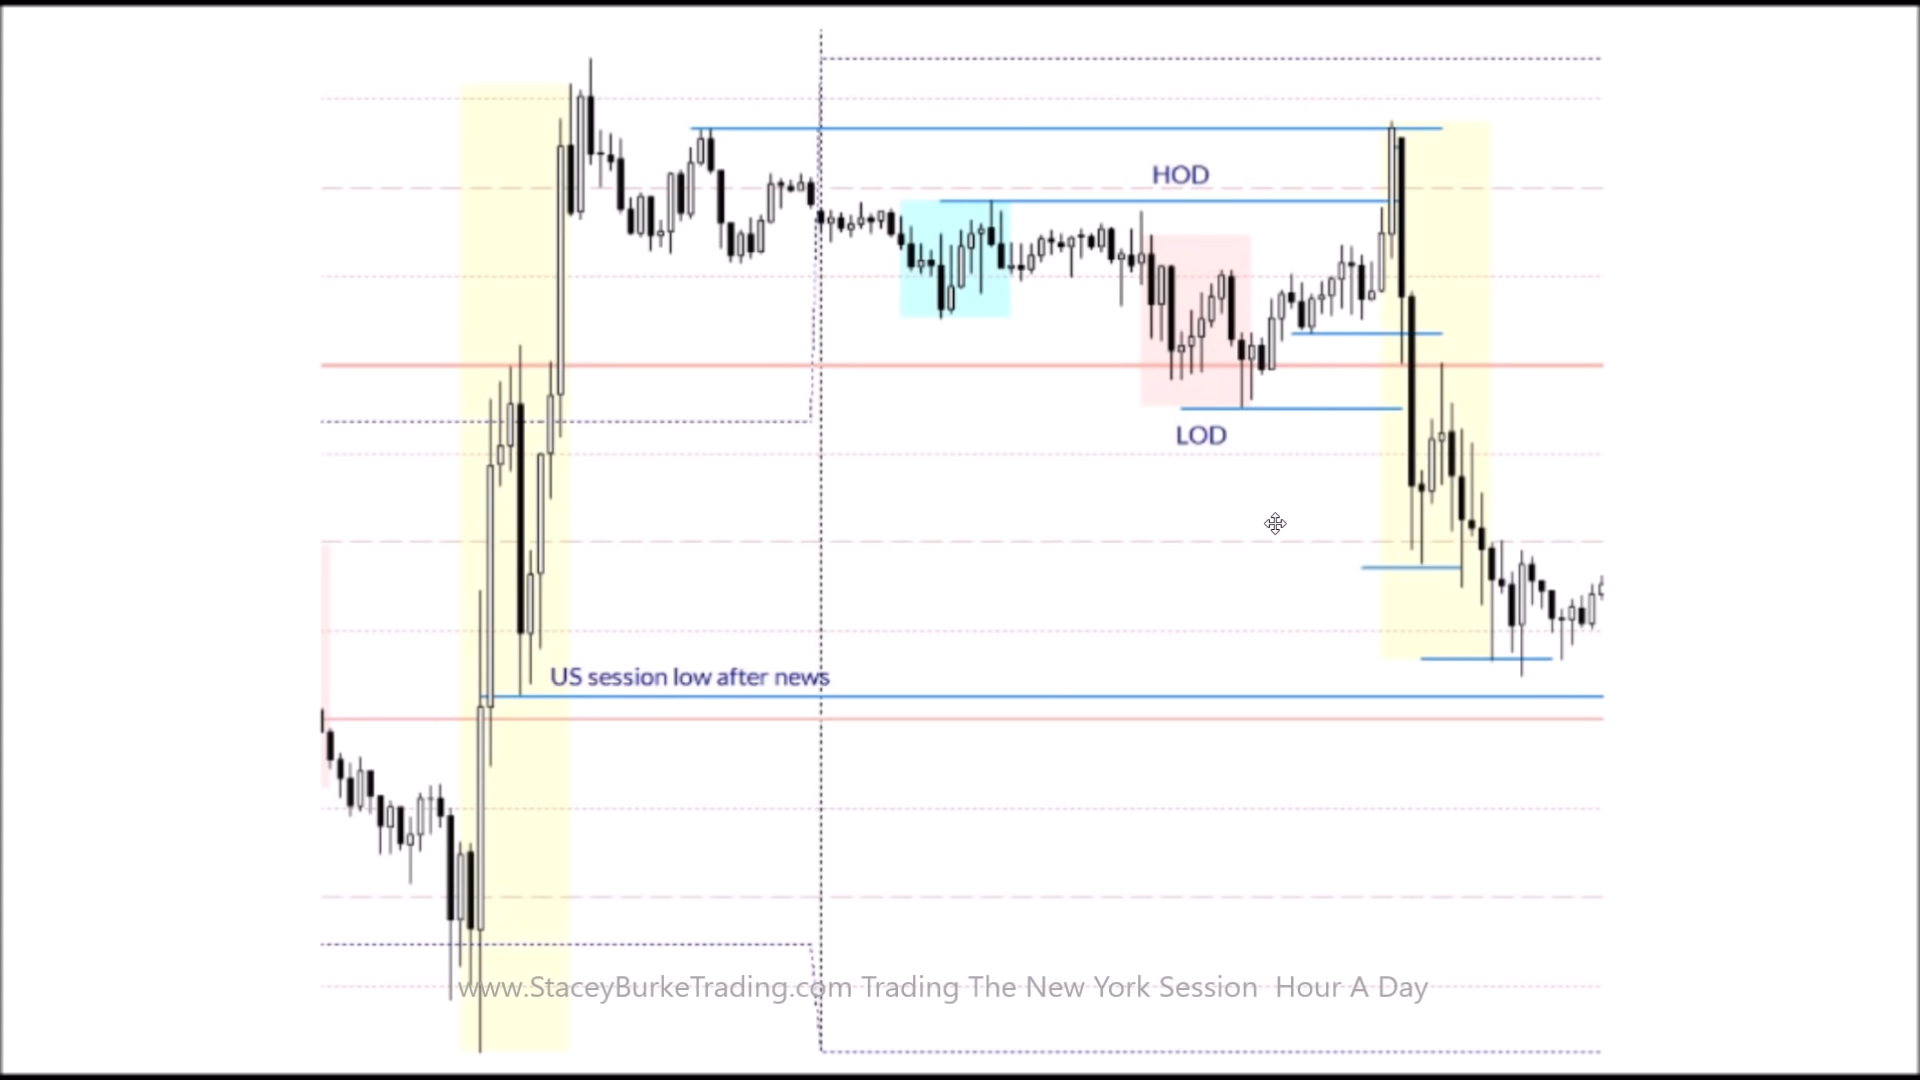 HOD
LOD
US session low after news
www.StaceyBurkeTrading.com Trading The New York Session  Hour A Day